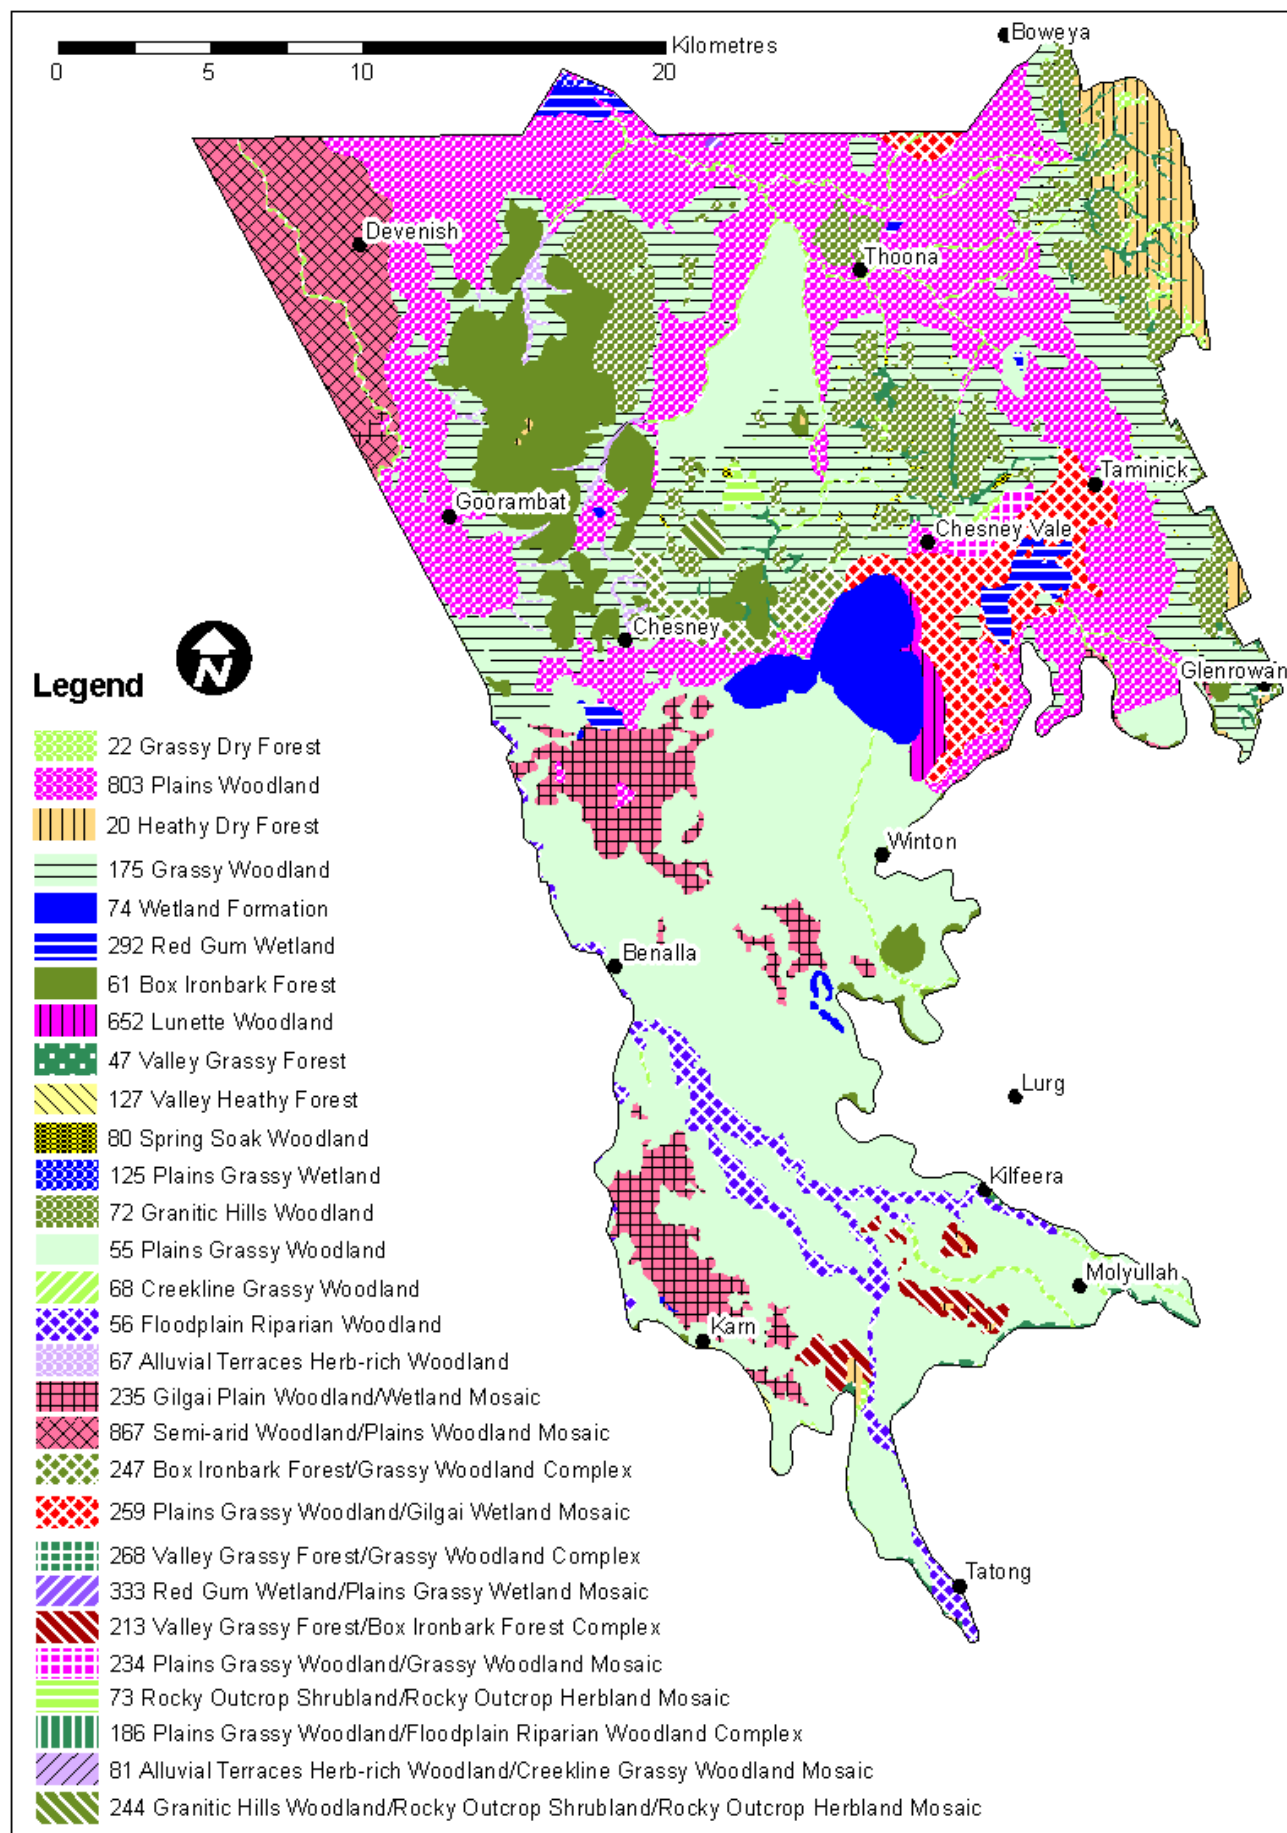 Boweya
Kilometres
0 5 10 20
Devenish
Thoona
Taminick
Goorambat
Chesney Vale
Chesney
N
Glenrowan
Legend
22 Grassy Dry Forest
803 Plains Woodland
20 Heathy Dry Forest
Winton
175 Grassy Woodland
74 Wetland Formation
292 Red Gum Wetland
Benalla
61 Box Ironbark Forest
652 Lunette Woodland
47 Valley Grassy Forest
Lurg
127 Valley Heathy Forest
80 Spring Soak Woodland
125 Plains Grassy Wetland
Kilfeera
72 Granitic Hills Woodland
55 Plains Grassy Woodland
Molyullah
68 Creekline Grassy Woodland
56 Floodplain Riparian Woodland
Karn
67 Alluvial Terraces Herb-rich Woodland
235 Gilgai Plain Woodland/Wetland Mosaic
867 Semi-arid Woodland/Plains Woodland Mosaic
247 Box Ironbark Forest/Grassy Woodland Complex
259 Plains Grassy Woodland/Gilgai Wetland Mosaic
268 Valley Grassy Forest/Grassy Woodland Complex
Tatong
333 Red Gum Wetland/Plains Grassy Wetland Mosaic
213 Valley Grassy Forest/Box Ironbark Forest Complex
234 Plains Grassy Woodland/Grassy Woodland Mosaic
73 Rocky Outcrop Shrubland/Rocky Outcrop Herbland Mosaic
186 Plains Grassy Woodland/Floodplain Riparian Woodland Complex
81 Alluvial Terraces Herb-rich Woodland/Creekline Grassy Woodland Mosaic
244 Granitic Hills Woodland/Rocky Outcrop Shrubland/Rocky Outcrop Herbland Mosaic